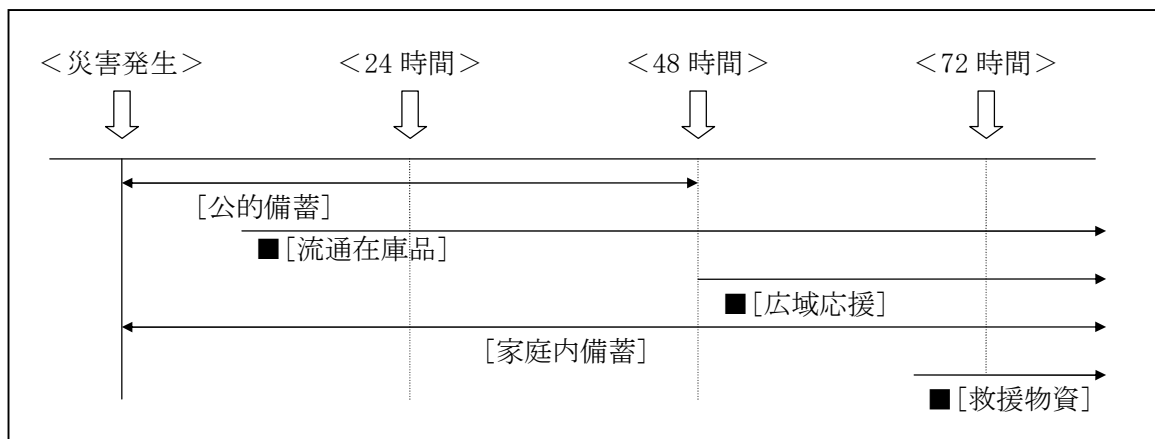 ＜災害発生＞ ＜24 時間＞ ＜48 時間＞ ＜72 時間＞
［公的備蓄］
■［流通在庫品］
■［広域応援］
［家庭内備蓄］
■［救援物資］